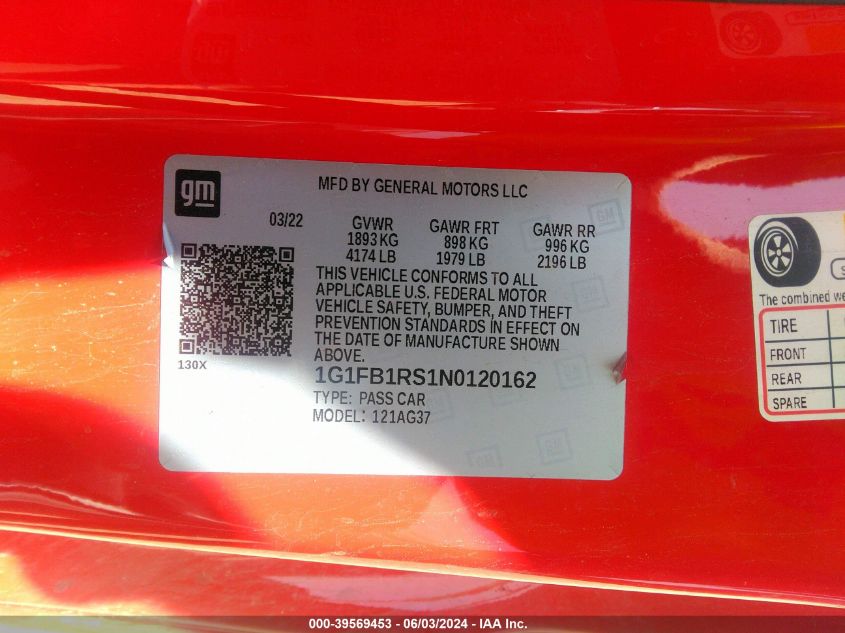 gm
MFD BY GENERAL MOTORS LLC
03/22 GVWR GAWR FRT GAWR RR
1893 KG 898 KG 996 KG
4174 LB 1979 LB 2196 LB
THIS VEHICLE CONFORMS TO ALL
APPLICABLE U.S. FEDERAL MOTOR
VEHICLE SAFETY, BUMPER, AND THEFT
PREVENTION STANDARDS IN EFFECT ON
THE DATE OF MANUFACTURE SHOWN
ABOVE.
130X
1G1FB1RS1N0120162
TYPE: PASS CAR
MODEL: 121AG37
The combined we
TIRE
FRONT
REAR
SPARE
000-39569453 - 06/03/2024 - IAA Inc.